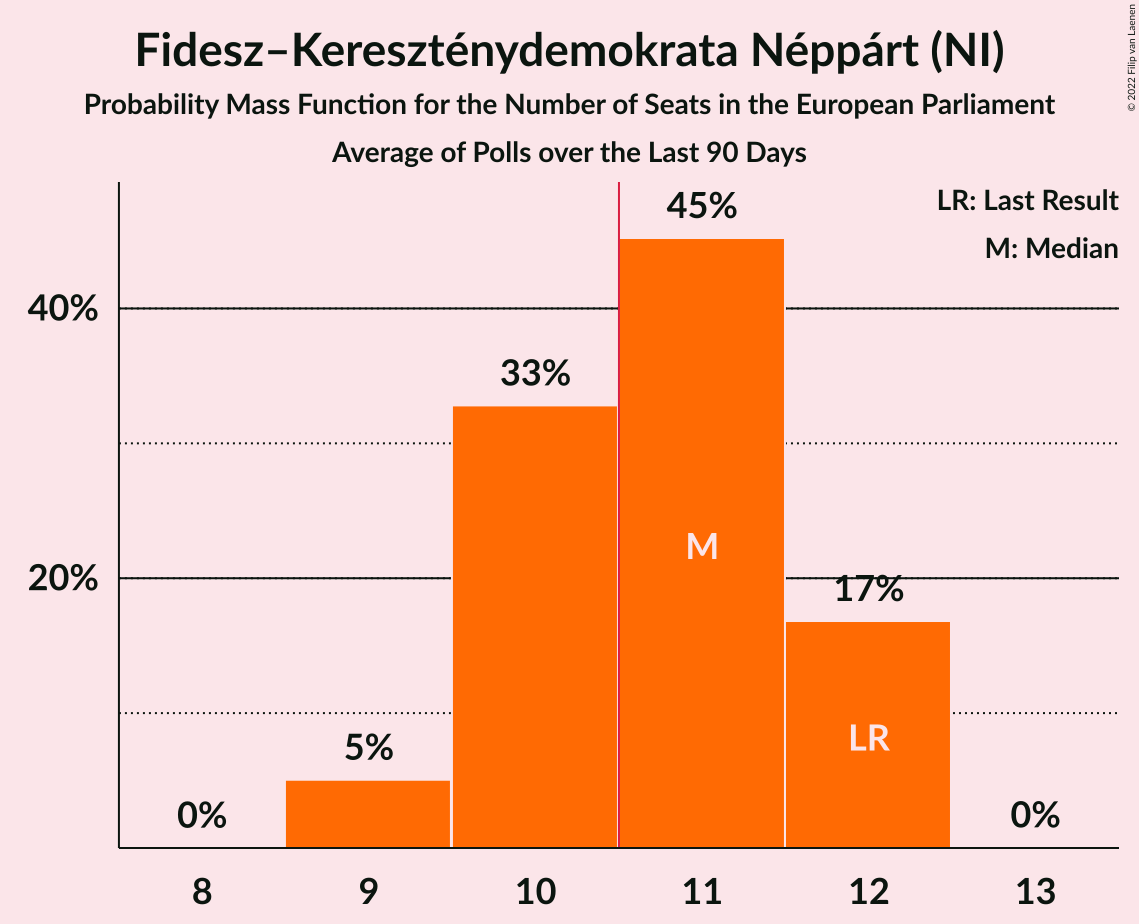 Fidesz–Kereszténydemokrata Néppárt (NI)
Probability Mass Function for the Number of Seats in the European Parliament
Average of Polls over the Last 90 Days
© 2022 Filip van Laenen
LR: Last Result
M: Median
40%
20%
0%
5%
33%
45%
17%
0%
M
LR
8 9 10 11 12 13